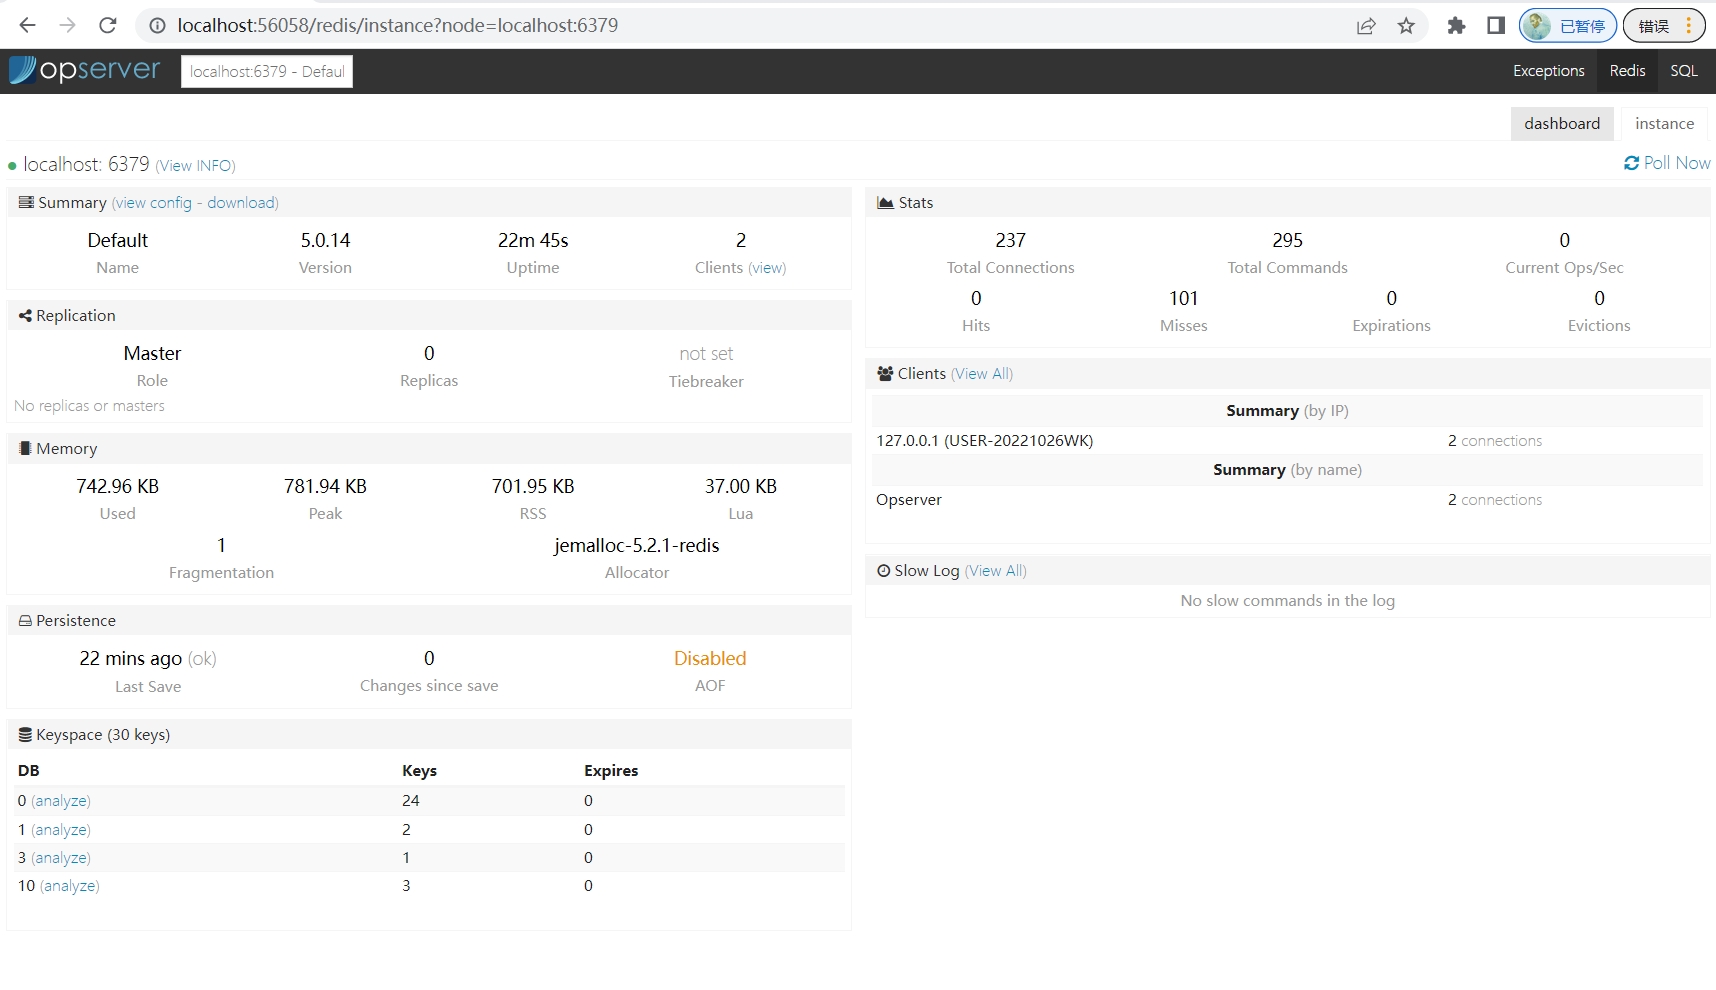 localhost:56058/redis/instance?node=localhost:6379
已暂停
错误
opserver
localhost:6379 - Defaul
Exceptions Redis SQL
dashboard instance
localhost: 6379 (View INFO)
Poll Now
Summary (view config - download)
Default 5.0.14 22m 45s 2
Name Version Uptime Clients (view)
Replication
Master 0 not set
Role Replicas Tiebreaker
No replicas or masters
Memory
742.96 KB 781.94 KB 701.95 KB 37.00 KB
Used Peak RSS Lua
1 jemalloc-5.2.1-redis
Fragmentation Allocator
Persistence
22 mins ago (ok) 0 Disabled
Last Save Changes since save AOF
Keyspace (30 keys)
DB Keys Expires
0 (analyze) 24 0
1 (analyze) 2 0
3 (analyze) 1 0
10 (analyze) 3 0
Stats
237 295 0
Total Connections Total Commands Current Ops/Sec
0 101 0 0
Hits Misses Expirations Evictions
Clients (View All)
Summary (by IP)
127.0.0.1 (USER-20221026WK) 2 connections
Summary (by name)
Opserver 2 connections
Slow Log (View All)
No slow commands in the log